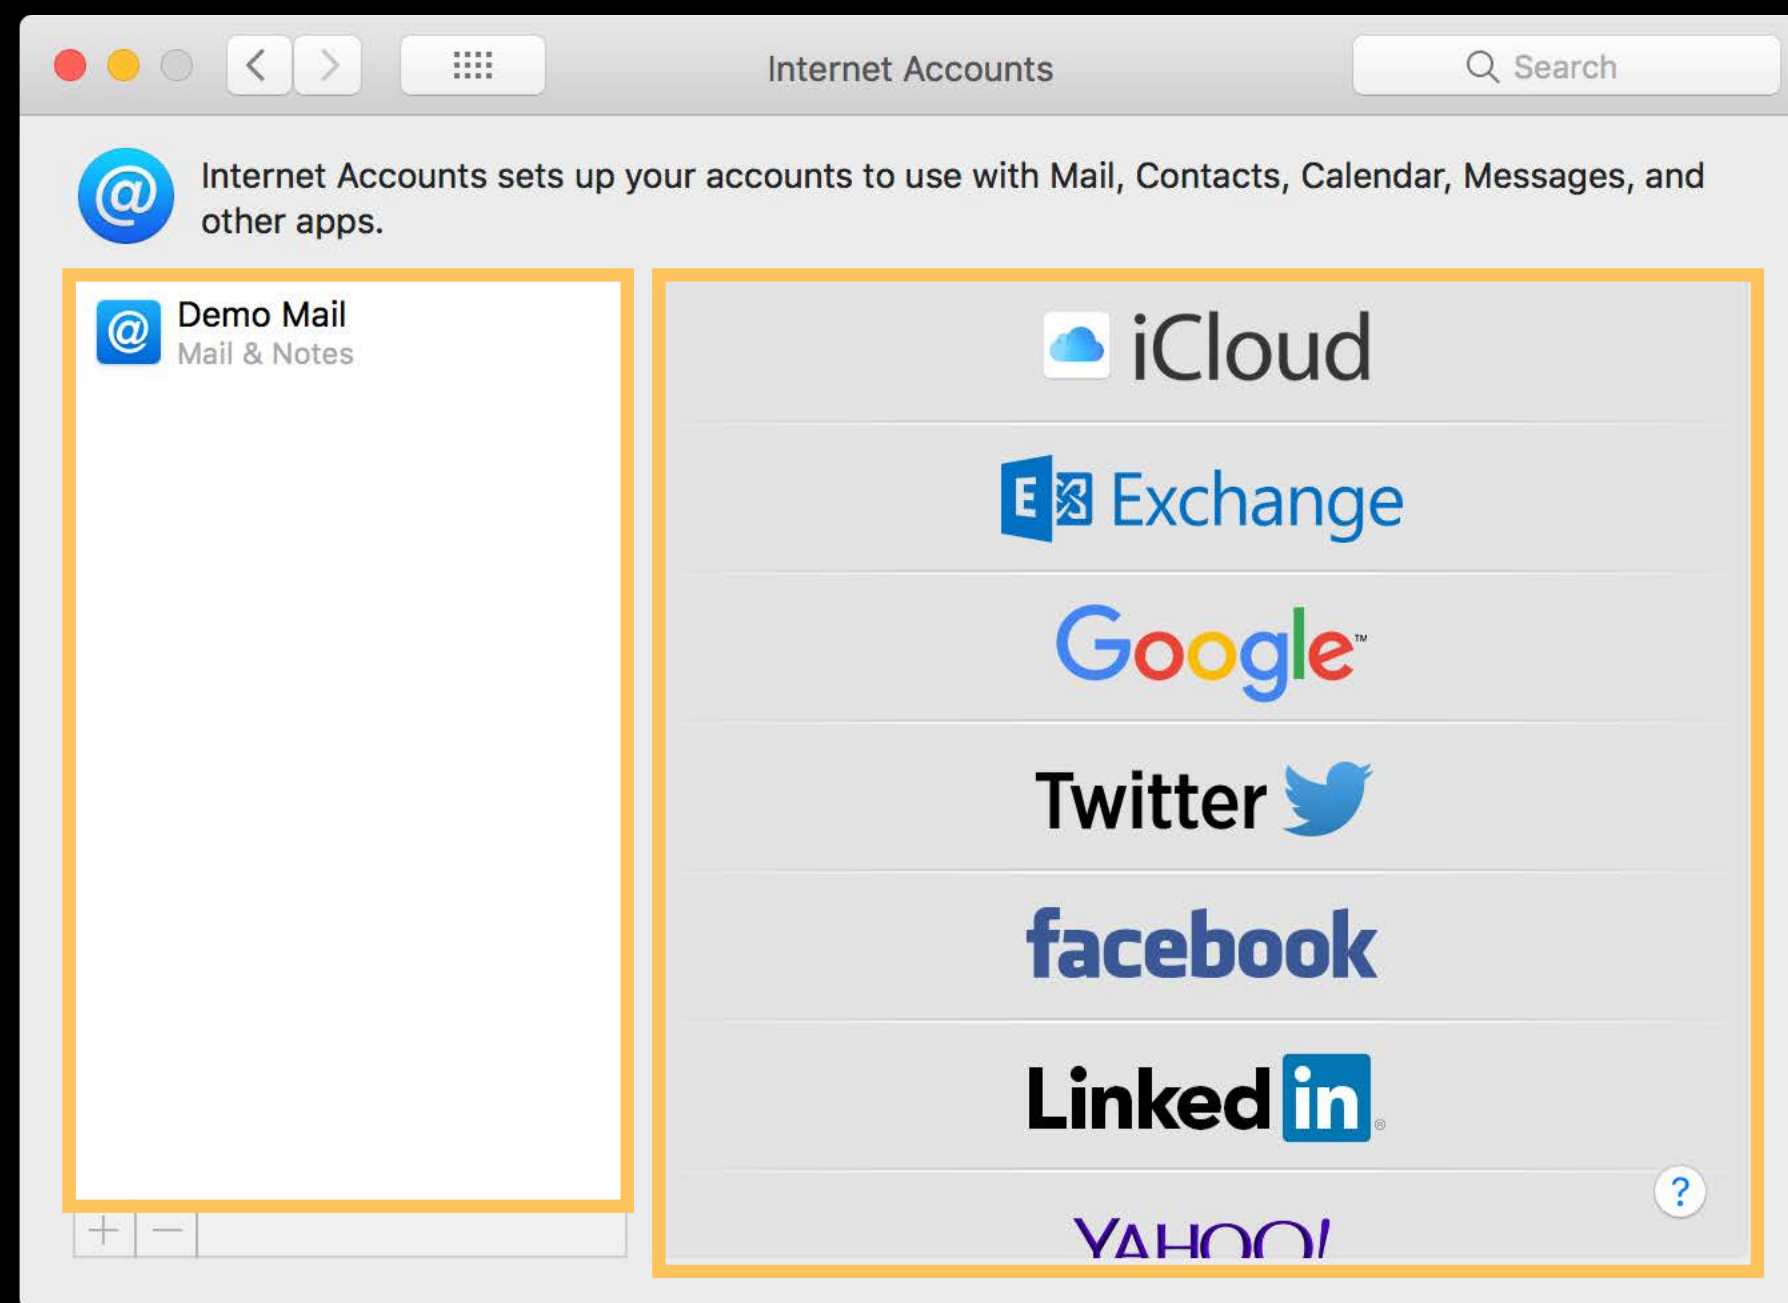 Internet Accounts
Search
Internet Accounts sets up your accounts to use with Mail, Contacts, Calendar, Messages, and
other apps.
Demo Mail
Mail & Notes
iCloud
Exchange
Google™
Twitter
facebook
Linked in®
YAHOO!
?